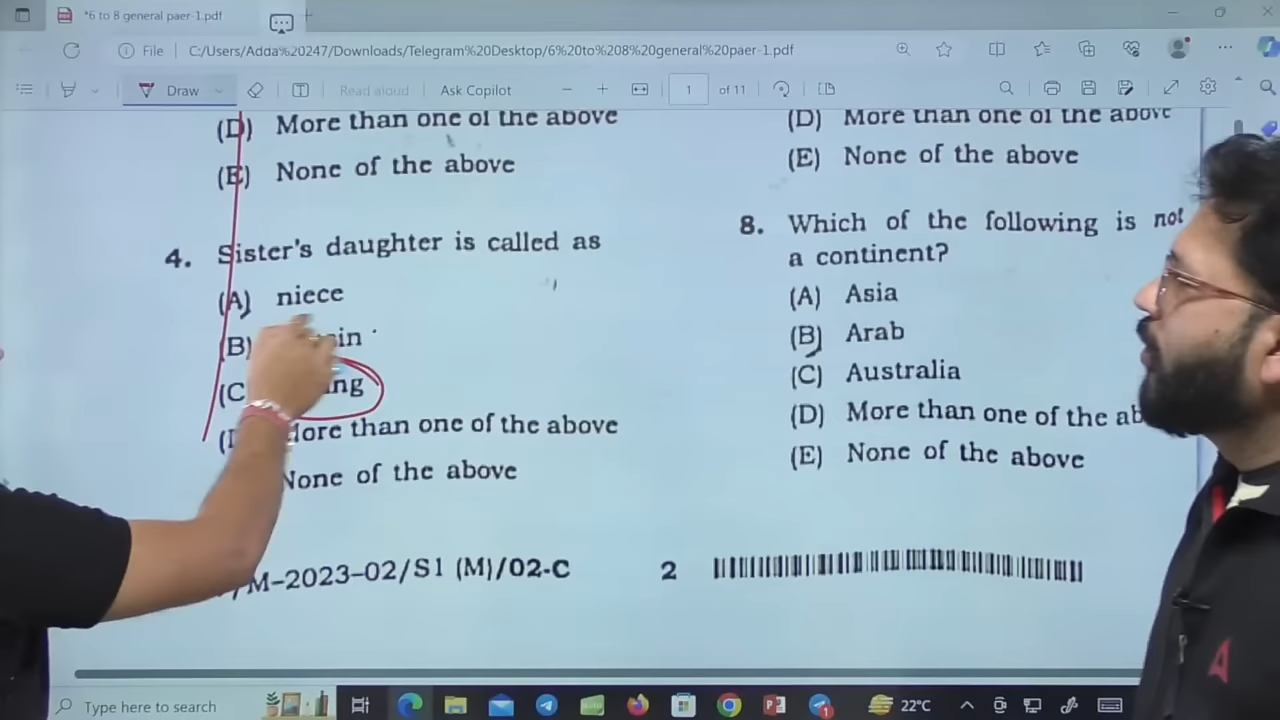 *6 to 8 general paer-1.pdf
File
C:/Users/Adda%20247/Downloads/Telegram%20Desktop/6%20to%208%20general%20paer-1.pdf
Draw
Read aloud
Ask Copilot
1
of 11
(D) More than one of the above
(E) None of the above
4. Sister's daughter is called as
(A) niece
(B)
(C
More than one of the above
None of the above
M-2023-02/S1 (M)/02-C
2
(D) More than one of the above
(E) None of the above
8. Which of the following is not
a continent?
(A) Asia
(B) Arab
(C) Australia
(D) More than one of the ab
(E) None of the above
Type here to search
22°C